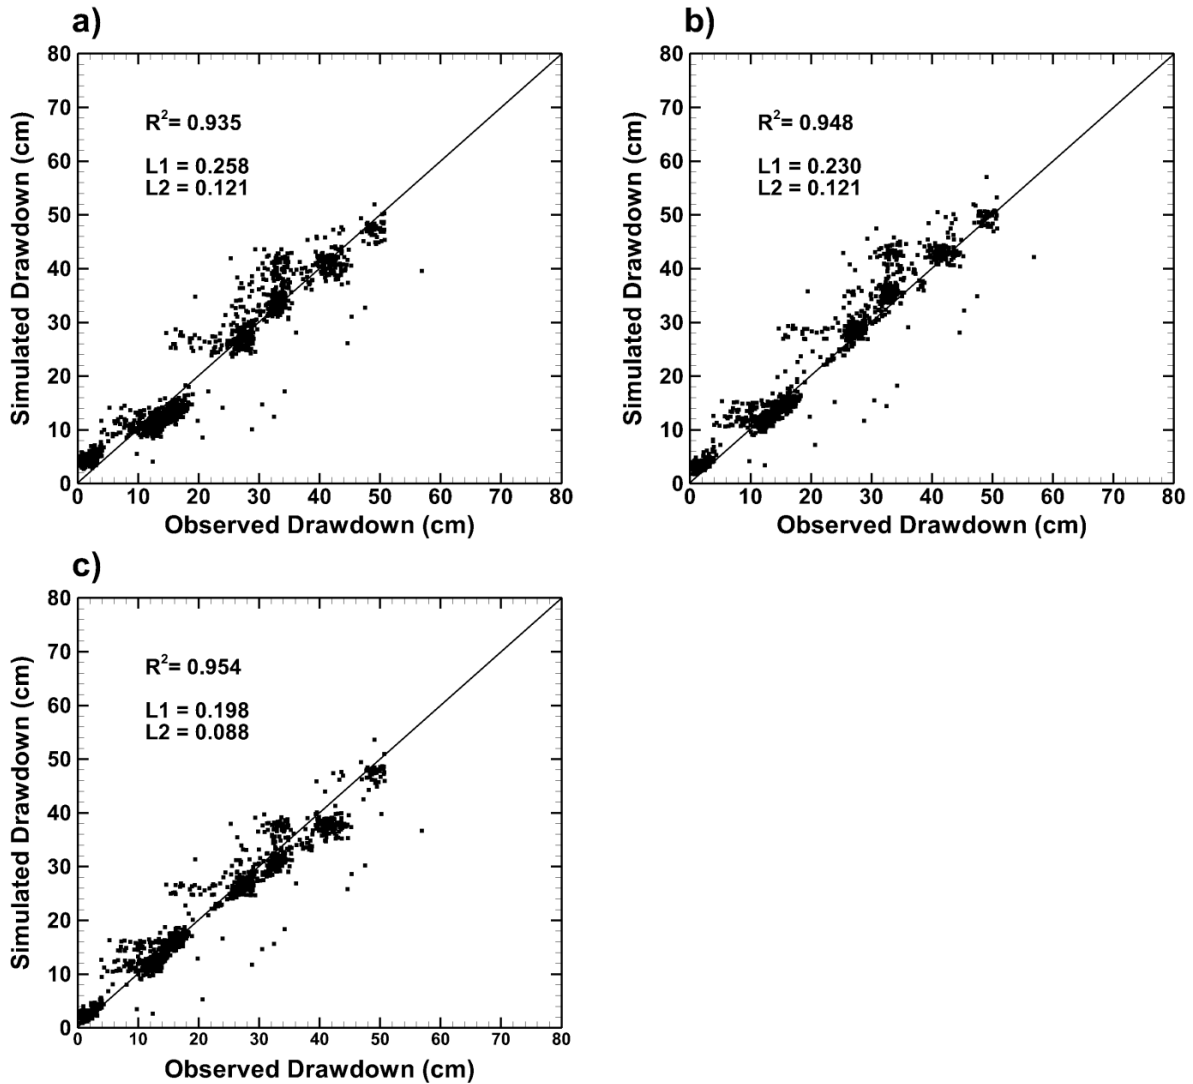 a)
80
70
60
50
40
30
20
10
0
Simulated Drawdown (cm)
R²= 0.935
L1 = 0.258
L2 = 0.121
0 10 20 30 40 50 60 70 80
Observed Drawdown (cm)
b)
80
70
60
50
40
30
20
10
0
Simulated Drawdown (cm)
R²= 0.948
L1 = 0.230
L2 = 0.121
0 10 20 30 40 50 60 70 80
Observed Drawdown (cm)
c)
80
70
60
50
40
30
20
10
0
Simulated Drawdown (cm)
R²= 0.954
L1 = 0.198
L2 = 0.088
0 10 20 30 40 50 60 70 80
Observed Drawdown (cm)